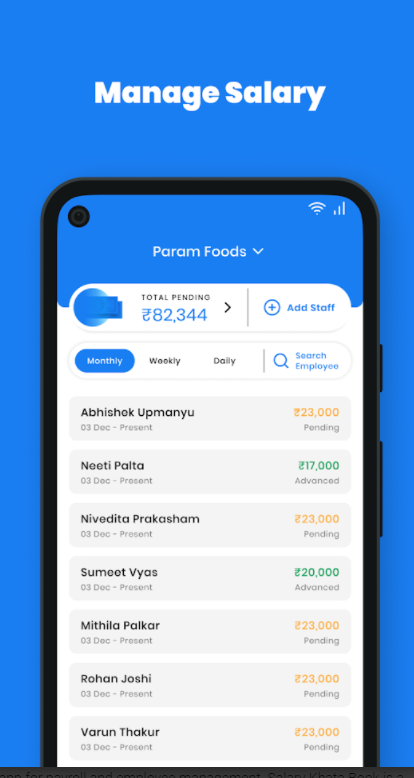 Manage Salary
Param Foods
TOTAL PENDING
₹82,344
Add Staff
Monthly
Weekly
Daily
Search
Employee
Abhishek Upmanyu
₹23,000
03 Dec - Present
Pending
Neeti Palta
₹17,000
03 Dec - Present
Advanced
Nivedita Prakasham
₹23,000
03 Dec - Present
Pending
Sumeet Vyas
₹20,000
03 Dec - Present
Advanced
Mithila Palkar
₹23,000
03 Dec - Present
Pending
Rohan Joshi
₹23,000
03 Dec - Present
Pending
Varun Thakur
₹23,000
03 Dec - Present
Pending